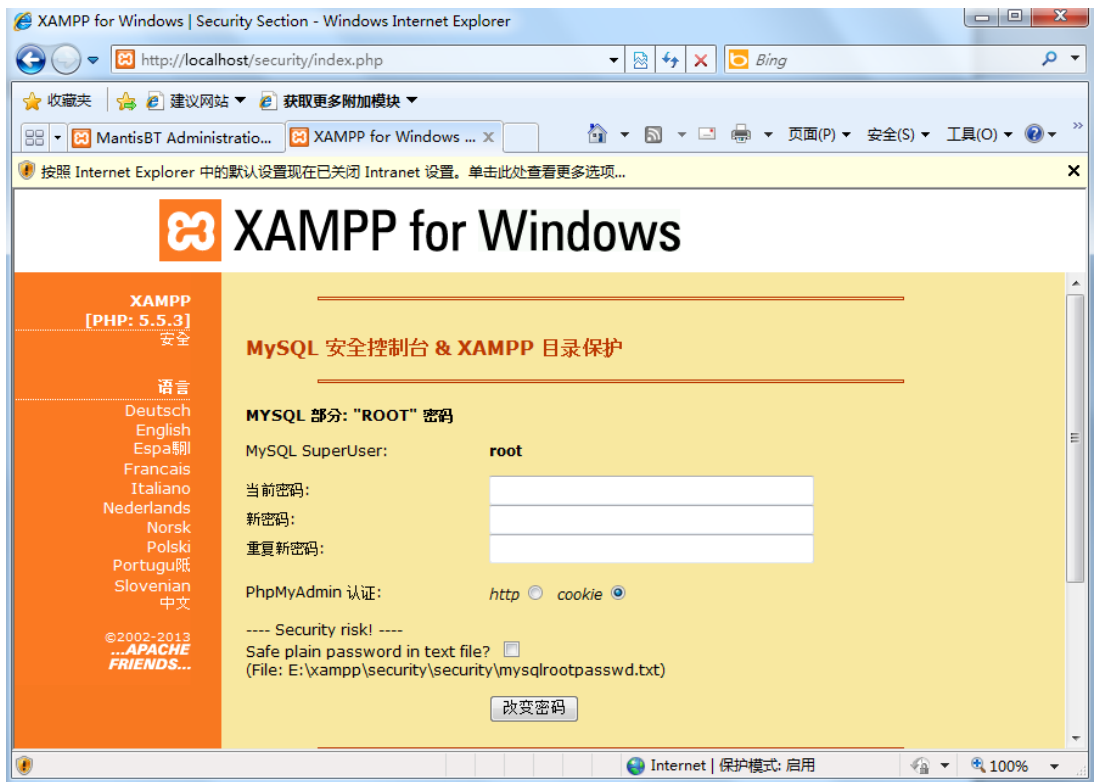 XAMPP for Windows | Security Section - Windows Internet Explorer
http://localhost/security/index.php
Bing
收藏夹 建议网站 获取更多附加模块
MantisBT Administratio... XAMPP for Windows ... 页面(P) 安全(S) 工具(O) »
按照 Internet Explorer 中的默认设置现在已关闭 Intranet 设置。单击此处查看更多选项...
XAMPP for Windows
XAMPP
[PHP: 5.5.3]
安全
语言
Deutsch
English
Espa駉l
Francais
Italiano
Nederlands
Norsk
Polski
Portugu阺
Slovenian
中文
©2002-2013
...APACHE
FRIENDS...
MySQL 安全控制台 & XAMPP 目录保护
MYSQL 部分: "ROOT" 密码
MySQL SuperUser: root
当前密码:
新密码:
重复新密码:
PhpMyAdmin 认证: http cookie
---- Security risk! ----
Safe plain password in text file?
(File: E:\xampp\security\security\mysqlrootpasswd.txt)
改变密码
Internet | 保护模式: 启用 100%